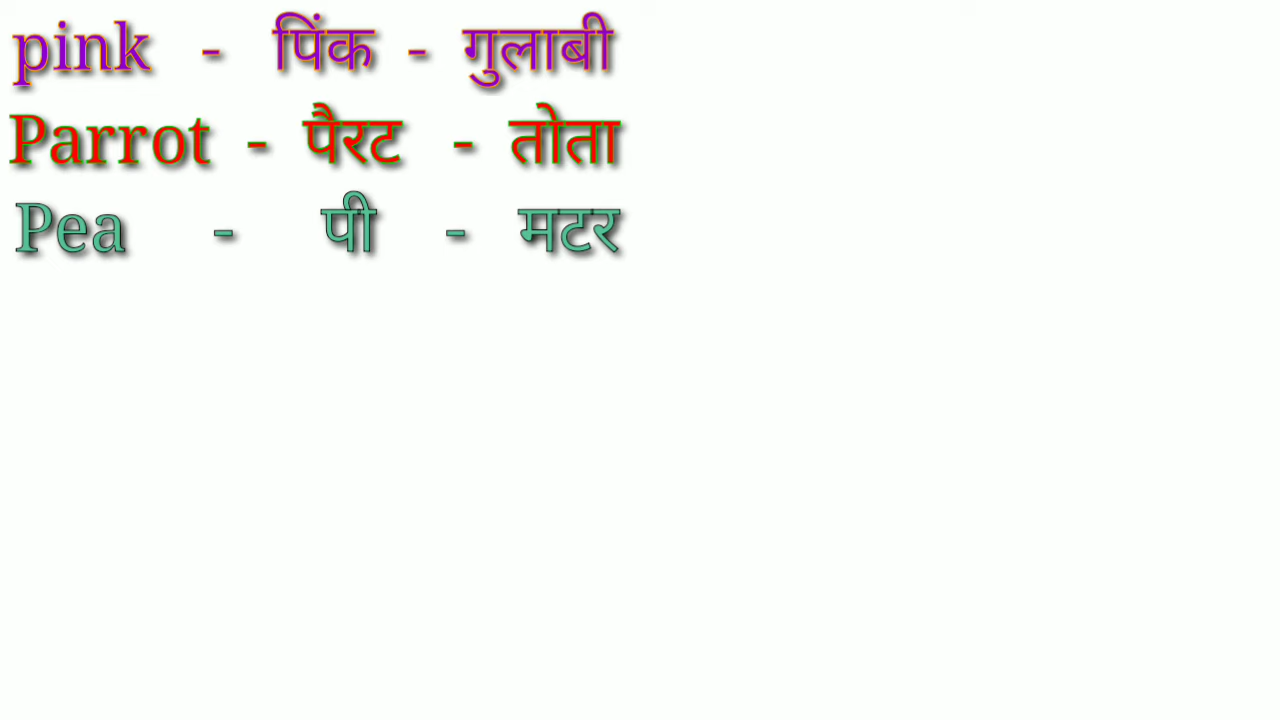 pink - पिंक - गुलाबी
Parrot - पैरट - तोता
Pea - पी - मटर